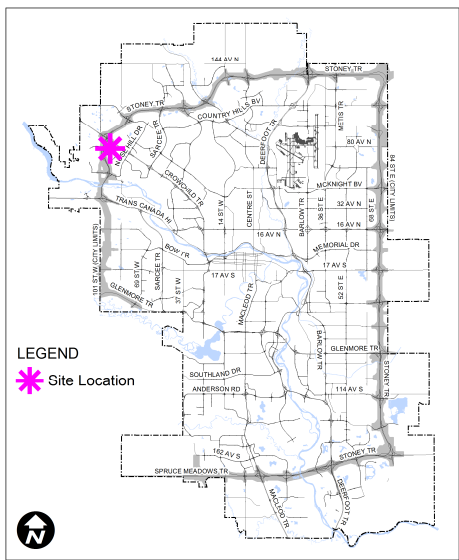 144 AV N
STONEY TR
STONEY TR
COUNTRY HILLS BV
METIS TR
DEERFOOT TR
SARCEE TR
NOSE HILL DR
80 AV N
84 ST E (CITY LIMITS)
CROWCHILD TR
MCKNIGHT BV
TRANS CANADA HI
14 ST W
CENTRE ST
BARLOW TR
36 ST E
32 AV N
68 ST E
16 AV N
16 AV N
101 ST W (CITY LIMITS)
BOW TR
MEMORIAL DR
69 ST W
SARCEE TR
37 ST W
17 AV S
17 AV S
52 ST E
GLENMORE TR
MACLEOD TR
BARLOW TR
GLENMORE TR
LEGEND
Site Location
SOUTHLAND DR
ANDERSON RD
114 AV S
STONEY TR
162 AV S
STONEY TR
SPRUCE MEADOWS TR
MACLEOD TR
DEERFOOT TR
N